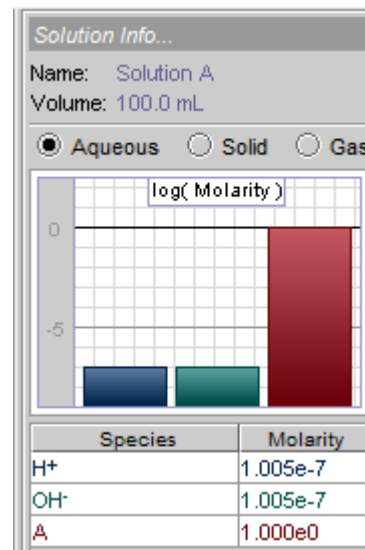 Solution Info...
Name: Solution A
Volume: 100.0 mL
Aqueous Solid Gas
log( Molarity )
0
-5
Species Molarity
H+ 1.005e-7
OH- 1.005e-7
A 1.000e0